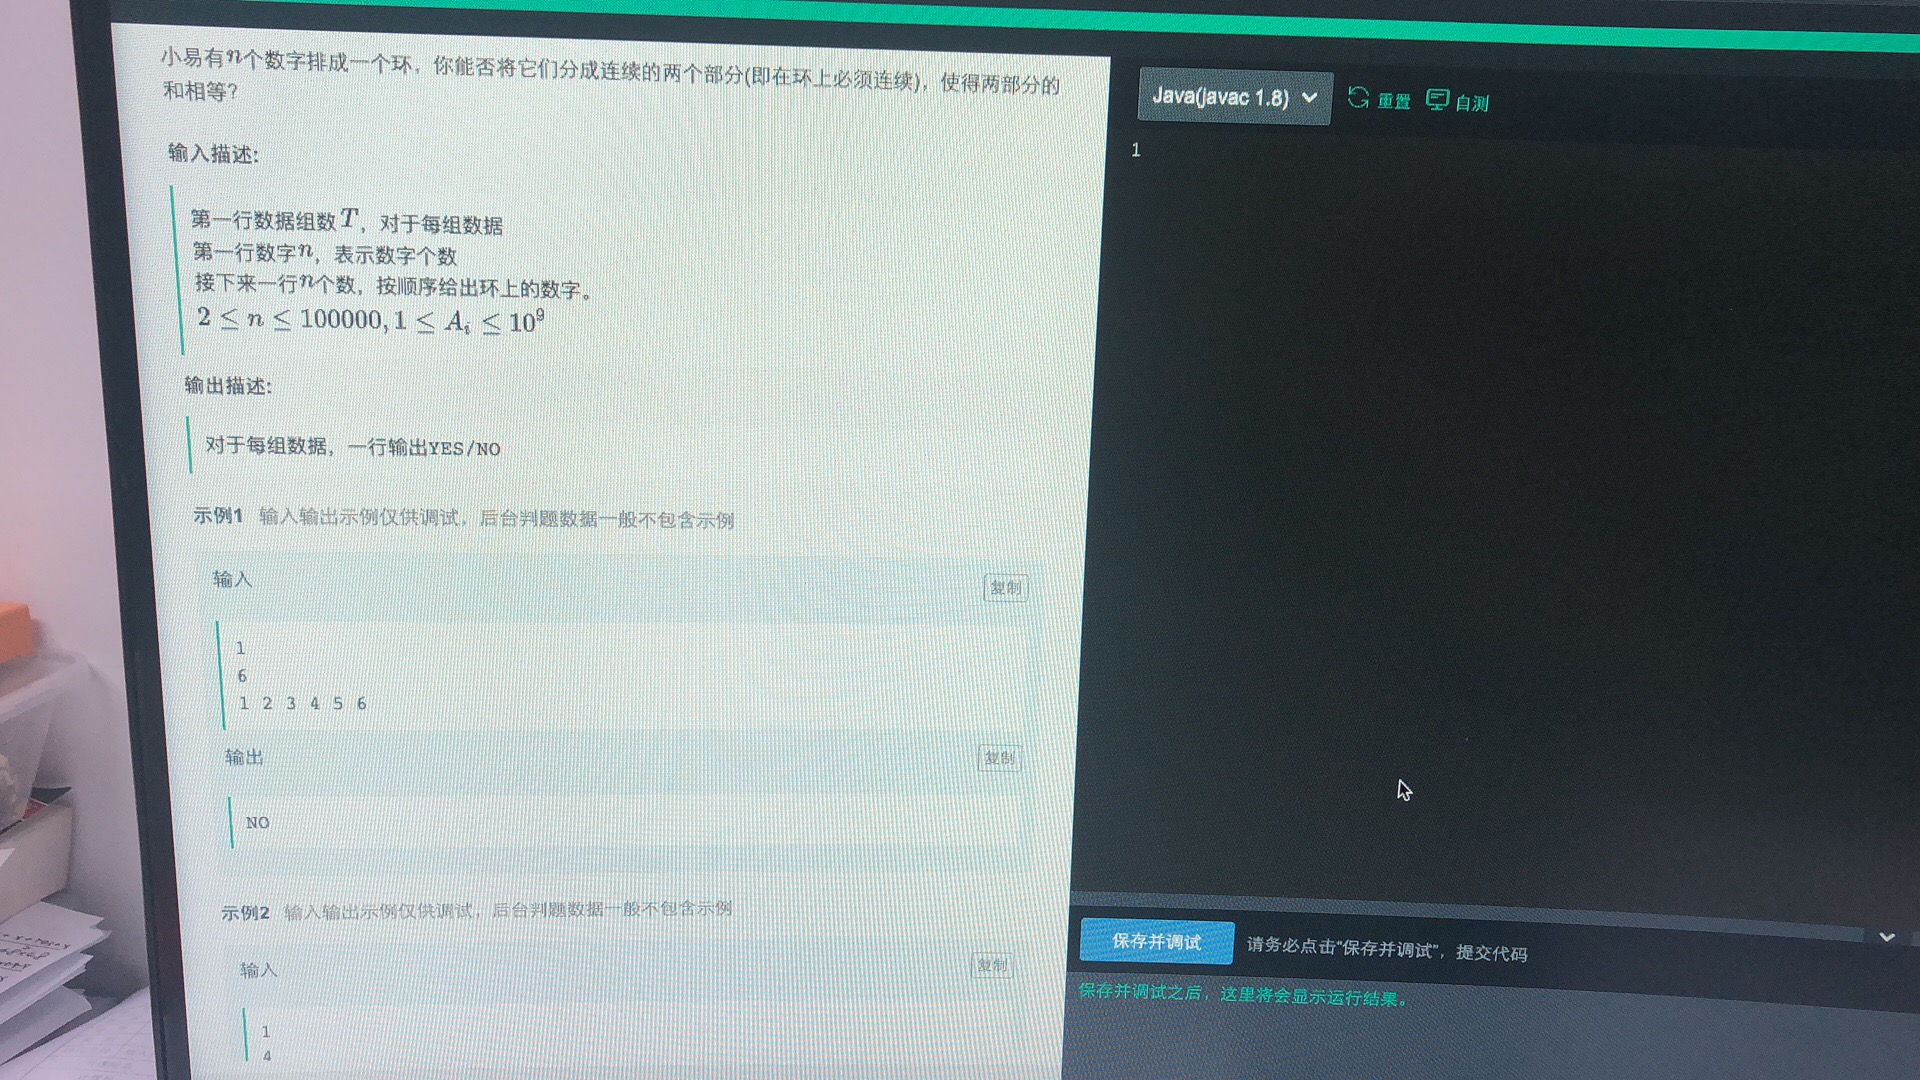 小易有n个数字排成一个环，你能否将它们分成连续的两个部分(即在环上必须连续)，使得两部分的
和相等?
输入描述:
第一行数据组数T，对于每组数据
第一行数字n，表示数字个数
接下来一行n个数，按顺序给出环上的数字。
2 ≤ n ≤ 100000, 1 ≤ Ai ≤ 10^9
输出描述:
对于每组数据，一行输出YES/NO
示例1 输入输出示例仅供调试，后台判题数据一般不包含示例
输入
复制
1
6
1 2 3 4 5 6
输出
复制
NO
示例2 输入输出示例仅供调试，后台判题数据一般不包含示例
输入
复制
1
4
Java(javac 1.8)
重置
自测
1
保存并调试
请务必点击“保存并调试”，提交代码
保存并调试之后，这里将会显示运行结果。